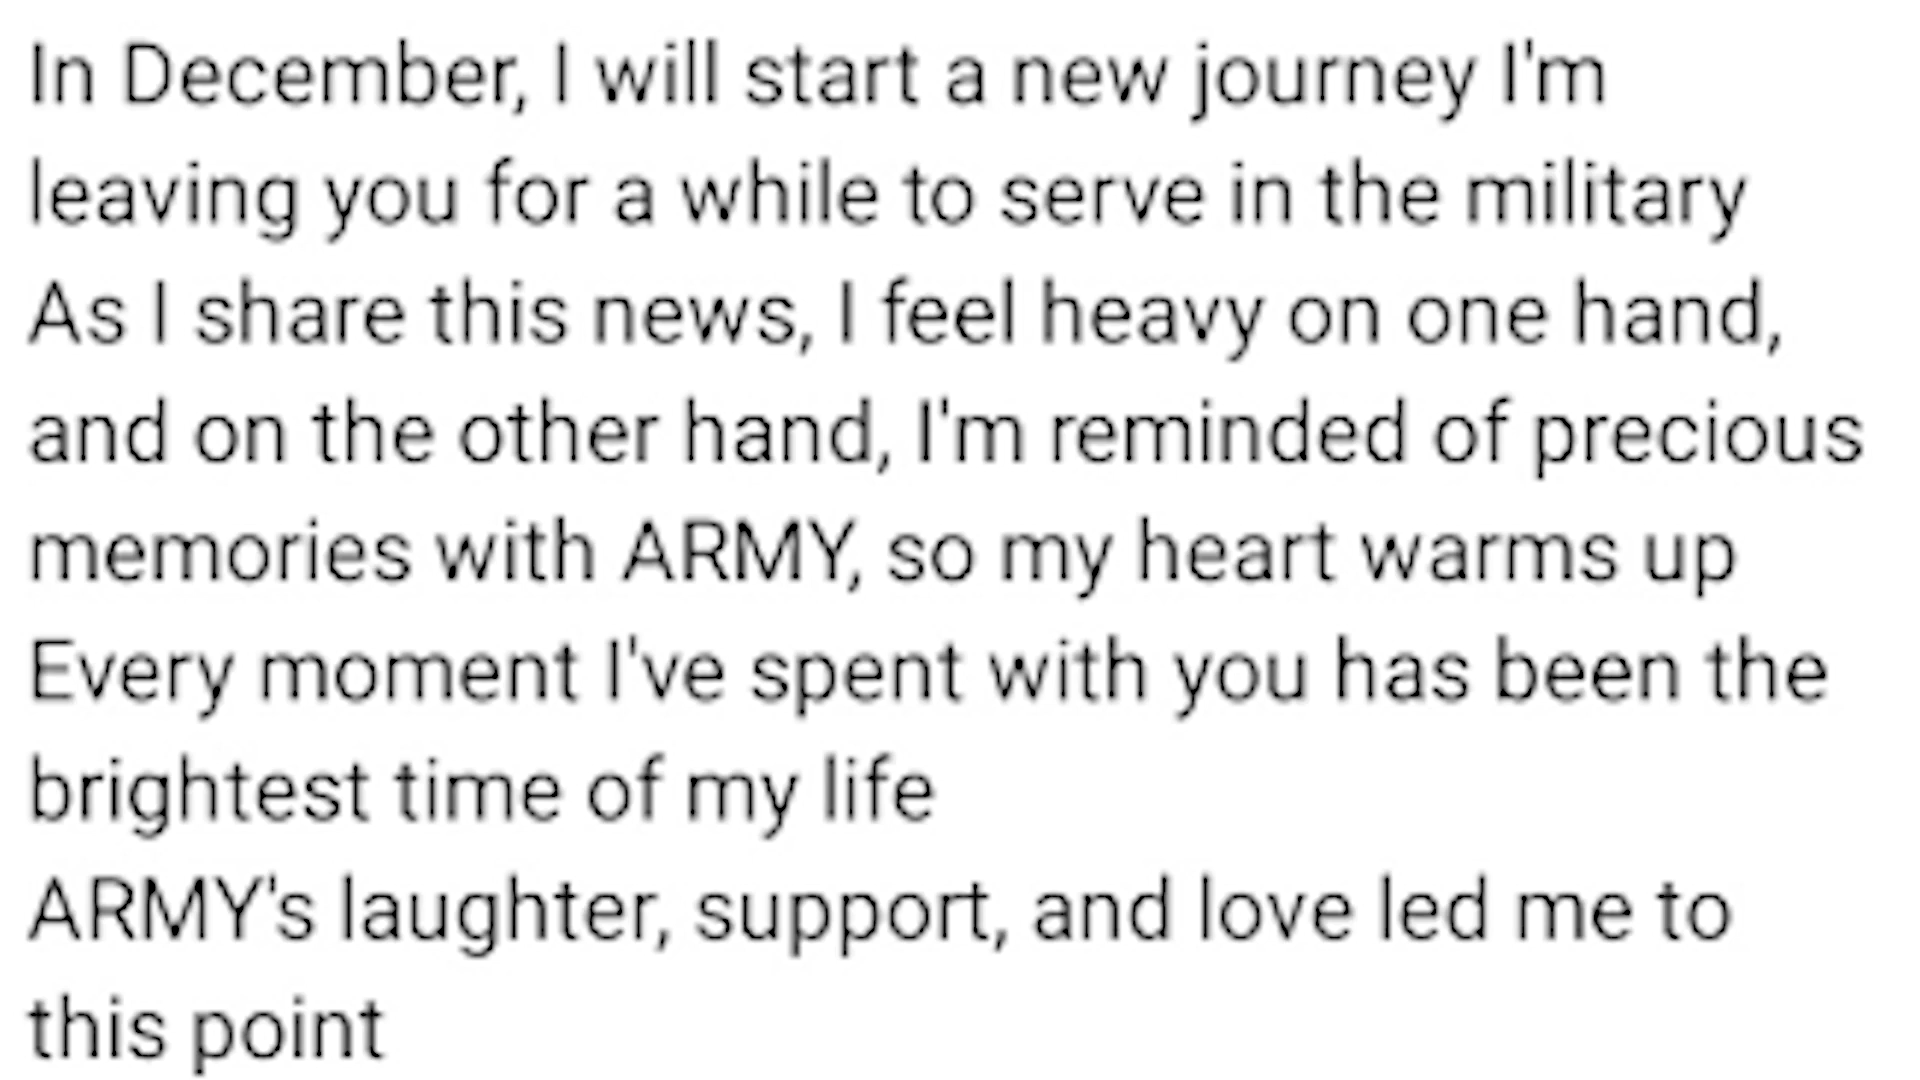 In December, I will start a new journey I'm
leaving you for a while to serve in the military
As I share this news, I feel heavy on one hand,
and on the other hand, I'm reminded of precious
memories with ARMY, so my heart warms up
Every moment I've spent with you has been the
brightest time of my life
ARMY's laughter, support, and love led me to
this point